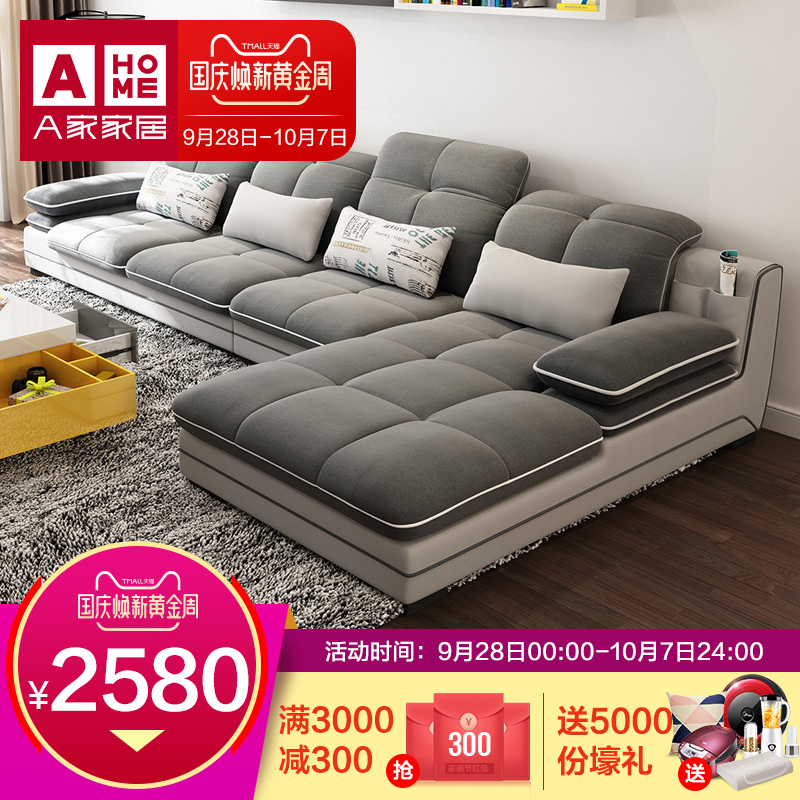 A HO
ME
A家家居
TMALL天猫
国庆焕新黄金周
9月28日-10月7日
TMALL天猫
国庆焕新黄金周
¥2580
活动时间：9月28日00:00-10月7日24:00
满3000
减300
抢
¥
300
送5000
份壕礼
送